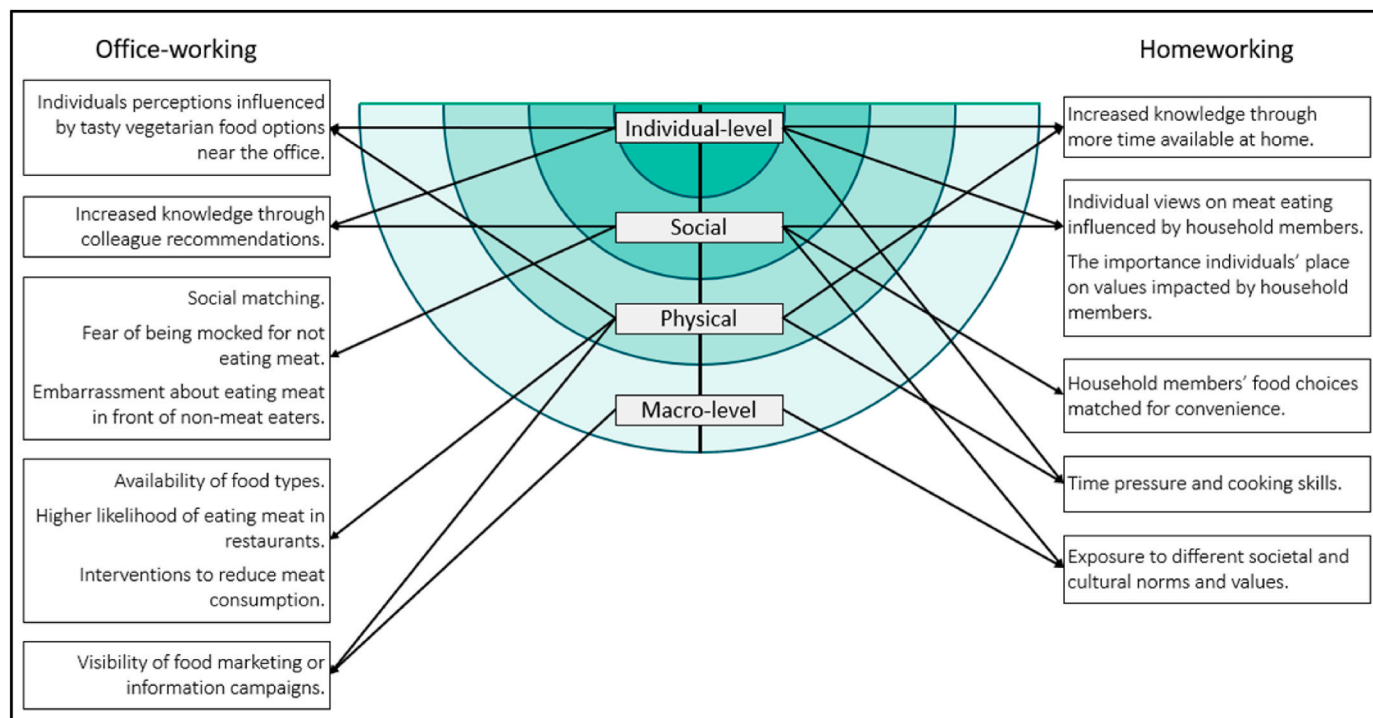 Office-working
Individuals perceptions influenced
by tasty vegetarian food options
near the office.
Increased knowledge through
colleague recommendations.
Social matching.
Fear of being mocked for not
eating meat.
Embarrassment about eating meat
in front of non-meat eaters.
Availability of food types.
Higher likelihood of eating meat in
restaurants.
Interventions to reduce meat
consumption.
Visibility of food marketing or
information campaigns.
Individual-level
Social
Physical
Macro-level
Homeworking
Increased knowledge through
more time available at home.
Individual views on meat eating
influenced by household members.
The importance individuals’ place
on values impacted by household
members.
Household members’ food choices
matched for convenience.
Time pressure and cooking skills.
Exposure to different societal and
cultural norms and values.